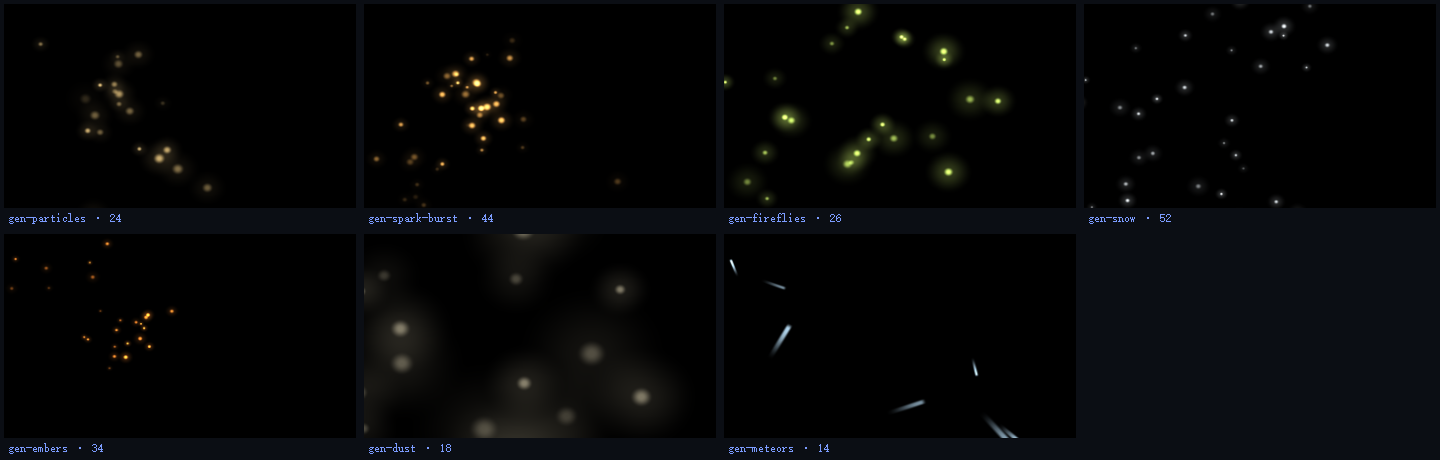 gen-particles · 24
gen-spark-burst · 44
gen-fireflies · 26
gen-snow · 52
gen-embers · 34
gen-dust · 18
gen-meteors · 14